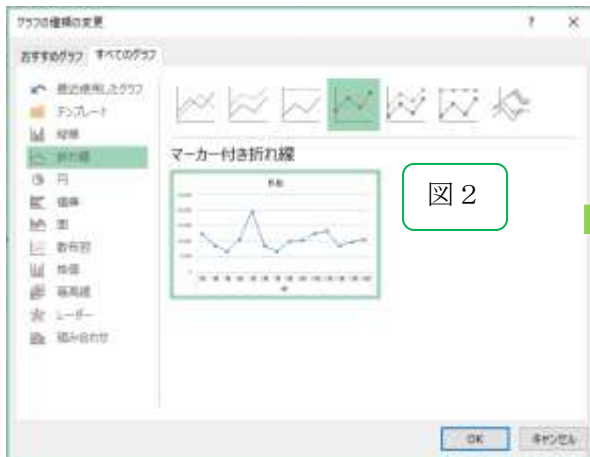 グラフの種類の変更
? ×
おすすめグラフ すべてのグラフ
最近使用したグラフ
テンプレート
縦棒
折れ線
円
横棒
面
散布図
株価
等高線
レーダー
組み合わせ
マーカー付き折れ線
図2
OK
キャンセル